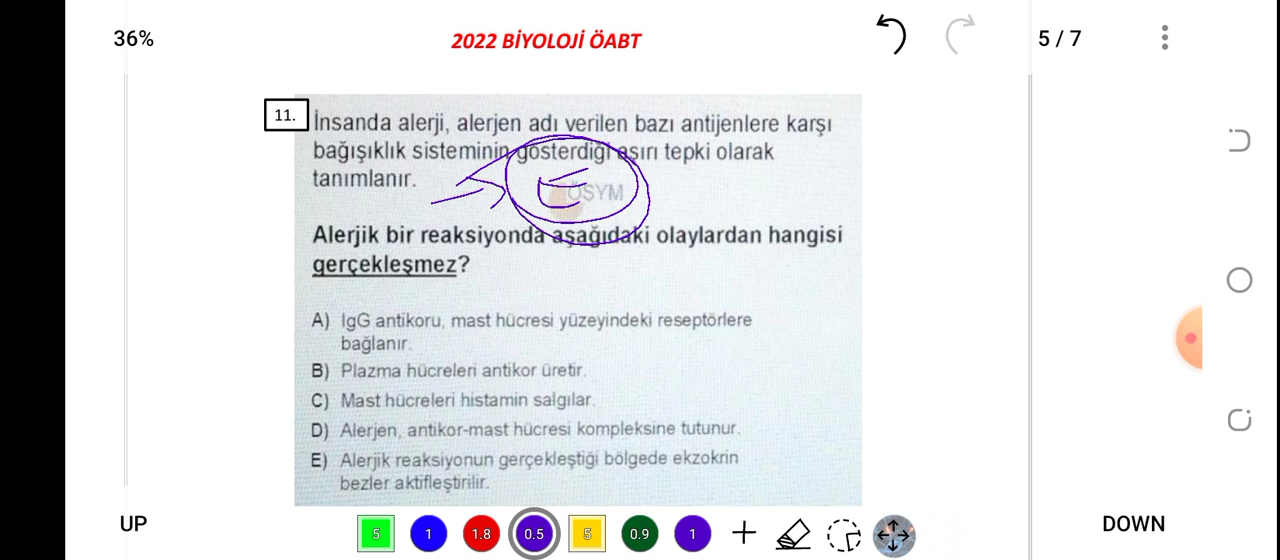 36%
2022 BİYOLOJİ ÖABT
5 / 7
11.
İnsanda alerji, alerjen adı verilen bazı antijenlere karşı
bağışıklık sisteminin gösterdiği aşırı tepki olarak
tanımlanır.
E
ÖSYM
Alerjik bir reaksiyonda aşağıdaki olaylardan hangisi
gerçekleşmez?
A) IgG antikoru, mast hücresi yüzeyindeki reseptörlere
bağlanır.
B) Plazma hücreleri antikor üretir.
C) Mast hücreleri histamin salgılar.
D) Alerjen, antikor-mast hücresi kompleksine tutunur.
E) Alerjik reaksiyonun gerçekleştiği bölgede ekzokrin
bezler aktifleştirilir.
UP
5 1 1.8 0.5 5 0.9 1
DOWN